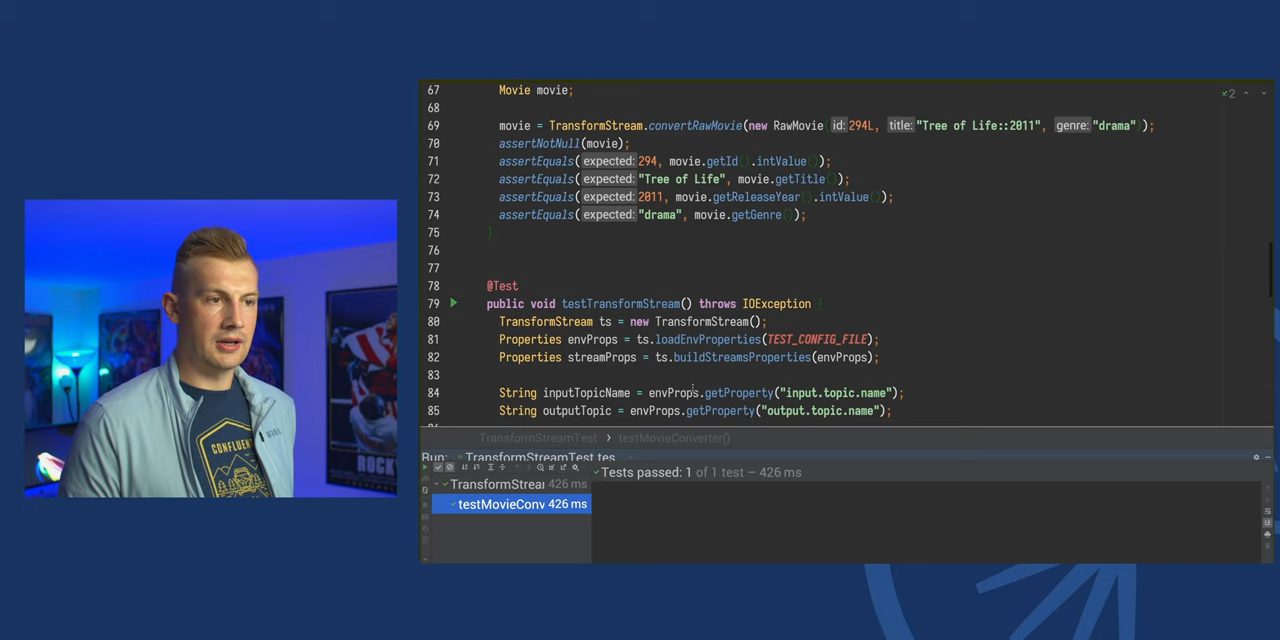 67 Movie movie;
68
69 movie = TransformStream.convertRawMovie(new RawMovie( id: 294L, title: "Tree of Life::2011", genre: "drama"));
70 assertNotNull(movie);
71 assertEquals( expected: 294, movie.getId().intValue());
72 assertEquals( expected: "Tree of Life", movie.getTitle());
73 assertEquals( expected: 2011, movie.getReleaseYear().intValue());
74 assertEquals( expected: "drama", movie.getGenre());
75 }
76
77
78 @Test
79 public void testTransformStream() throws IOException {
80 TransformStream ts = new TransformStream();
81 Properties envProps = ts.loadEnvProperties(TEST_CONFIG_FILE);
82 Properties streamProps = ts.buildStreamsProperties(envProps);
83
84 String inputTopicName = envProps.getProperty("input.topic.name");
85 String outputTopic = envProps.getProperty("output.topic.name");
2
TransformStreamTest › testMovieConverter()
Run: TransformStreamTest.tes
Tests passed: 1 of 1 test – 426 ms
TransformStrea 426 ms
testMovieConv 426 ms
CONFLUEN
ROCKY